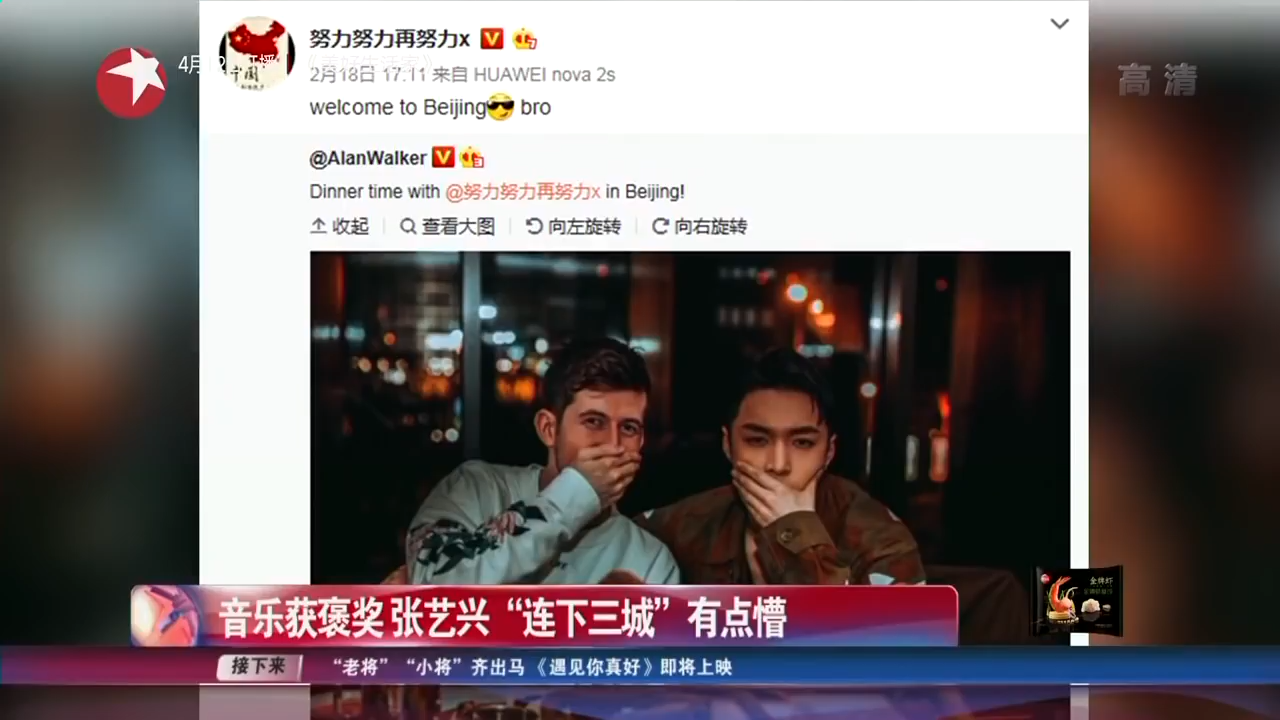 努力努力再努力x
2月18日 17:11 来自 HUAWEI nova 2s
高清
welcome to Beijing bro
@AlanWalker
Dinner time with @努力努力再努力x in Beijing!
收起 查看大图 向左旋转 向右旋转
音乐获褒奖 张艺兴“连下三城”有点懵
接下来 “老将”“小将”齐出马《遇见你真好》即将上映